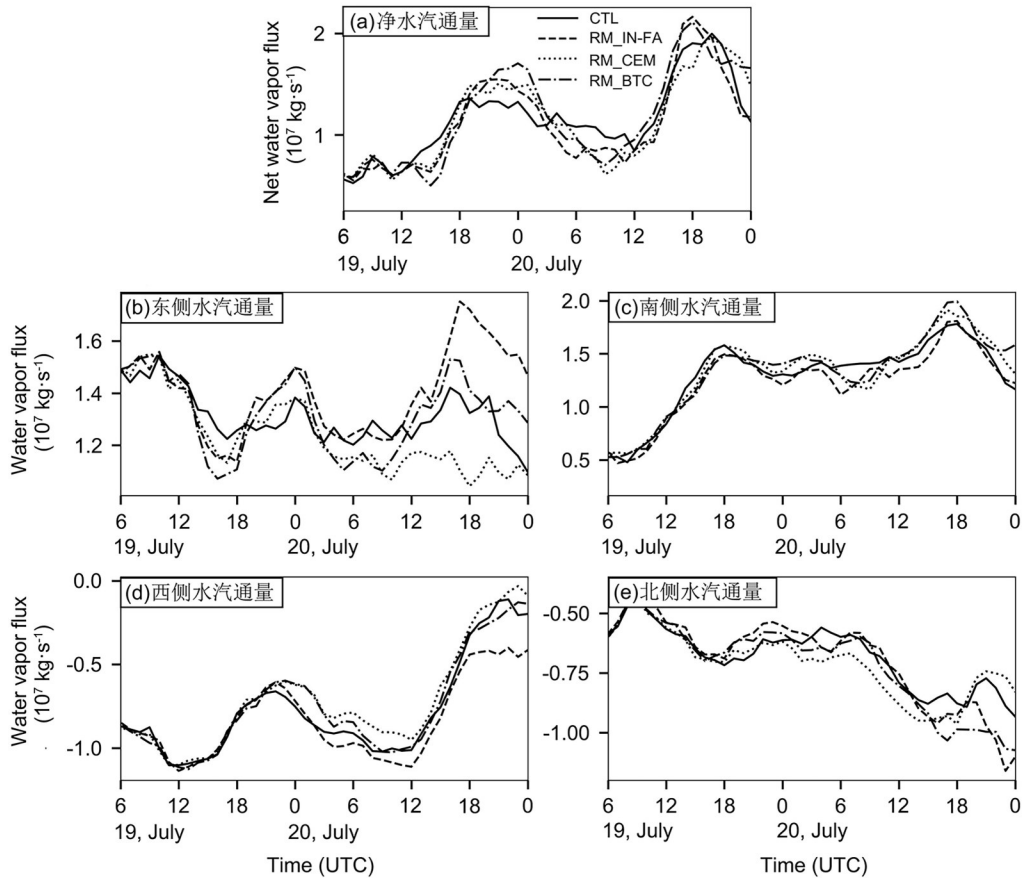 (a)净水汽通量
CTL
RM_IN-FA
RM_CEM
RM_BTC
Net water vapor flux
(10⁷ kg·s⁻¹)
2
1
6 12 18 0 6 12 18 0
19, July 20, July
(b)东侧水汽通量
Water vapor flux
(10⁷ kg·s⁻¹)
1.6
1.4
1.2
6 12 18 0 6 12 18 0
19, July 20, July
(c)南侧水汽通量
2.0
1.5
1.0
0.5
6 12 18 0 6 12 18 0
19, July 20, July
(d)西侧水汽通量
Water vapor flux
(10⁷ kg·s⁻¹)
0.0
-0.5
-1.0
6 12 18 0 6 12 18 0
19, July 20, July
Time (UTC)
(e)北侧水汽通量
-0.50
-0.75
-1.00
6 12 18 0 6 12 18 0
19, July 20, July
Time (UTC)